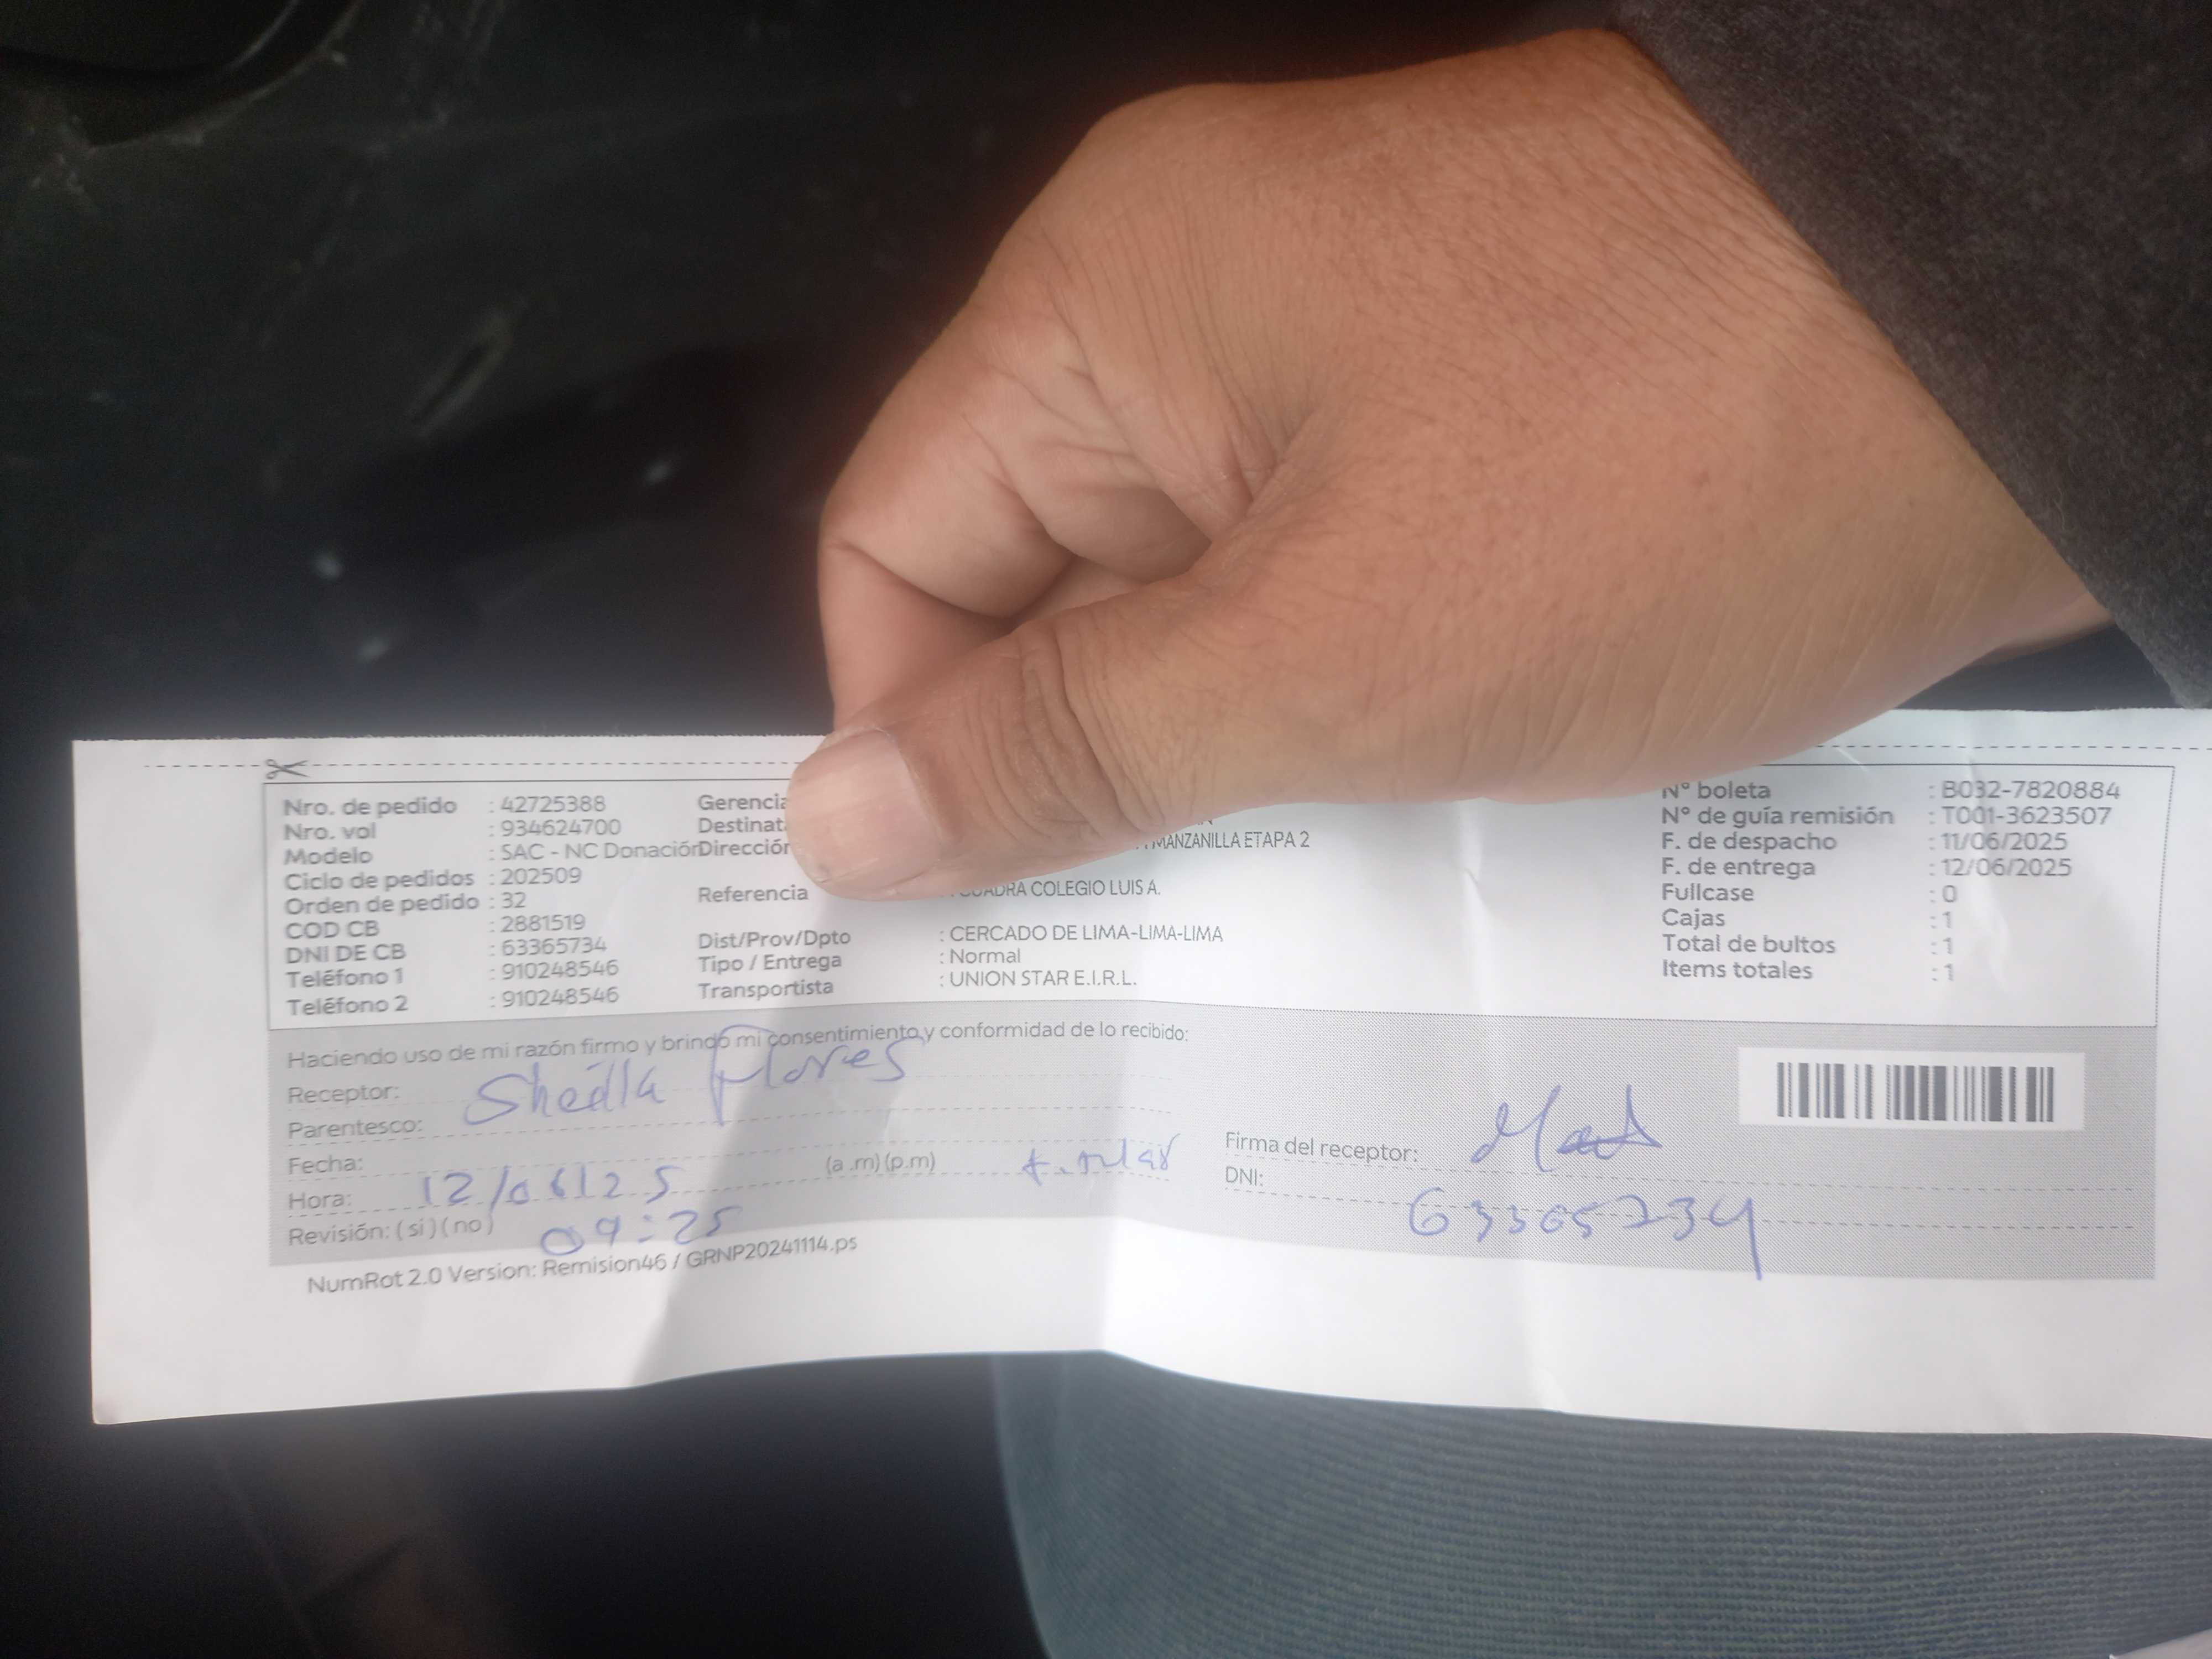 Nro. de pedido : 42725388
Nro. vol : 934624700
Modelo : SAC - NC Donación
Ciclo de pedidos : 202509
Orden de pedido : 32
COD CB : 2881519
DNI DE CB : 63365734
Teléfono 1 : 910248546
Teléfono 2 : 910248546
Gerencia
Destinat
Dirección MANZANILLA ETAPA 2
Referencia CUADRA COLEGIO LUIS A.
Dist/Prov/Dpto : CERCADO DE LIMA-LIMA-LIMA
Tipo / Entrega : Normal
Transportista : UNION STAR E.I.R.L.
N° boleta : B032-7820884
N° de guía remisión : T001-3623507
F. de despacho : 11/06/2025
F. de entrega : 12/06/2025
Fullcase : 0
Cajas : 1
Total de bultos : 1
Items totales : 1
Haciendo uso de mi razón firmo y brindo mi consentimiento y conformidad de lo recibido:
Receptor: Sheilla Flores
Parentesco:
Fecha: (a .m) (p.m)
Hora: 12/06/25
Revisión: ( sí ) ( no ) 09:25
Firma del receptor:
DNI: 63365734
NumRot 2.0 Version: Remision46 / GRNP20241114.ps